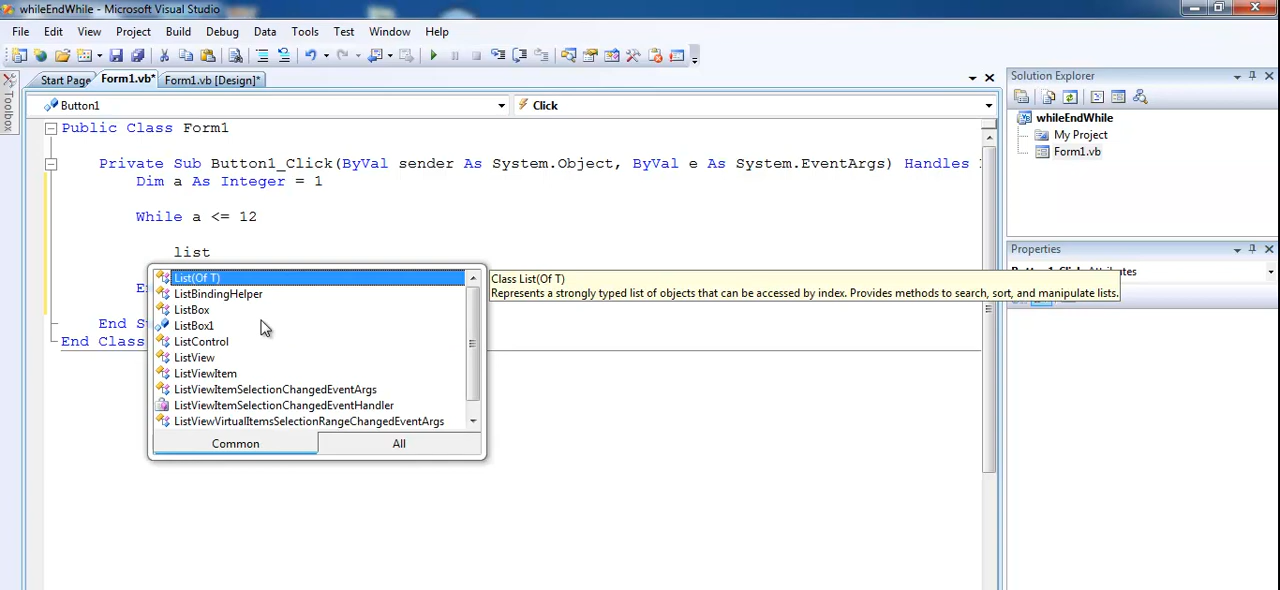 whileEndWhile - Microsoft Visual Studio
File Edit View Project Build Debug Data Tools Test Window Help
Start Page Form1.vb* Form1.vb [Design]*
Toolbox
Button1 Click
Public Class Form1
Private Sub Button1_Click(ByVal sender As System.Object, ByVal e As System.EventArgs) Handles
Dim a As Integer = 1
While a <= 12
list
List(Of T)
ListBindingHelper
ListBox
ListBox1
ListControl
ListView
ListViewItem
ListViewItemSelectionChangedEventArgs
ListViewItemSelectionChangedEventHandler
ListViewVirtualItemsSelectionRangeChangedEventArgs
Common All
Class List(Of T)
Represents a strongly typed list of objects that can be accessed by index. Provides methods to search, sort, and manipulate lists.
End
End Class
Solution Explorer
whileEndWhile
My Project
Form1.vb
Properties
Button1_Click Attributes